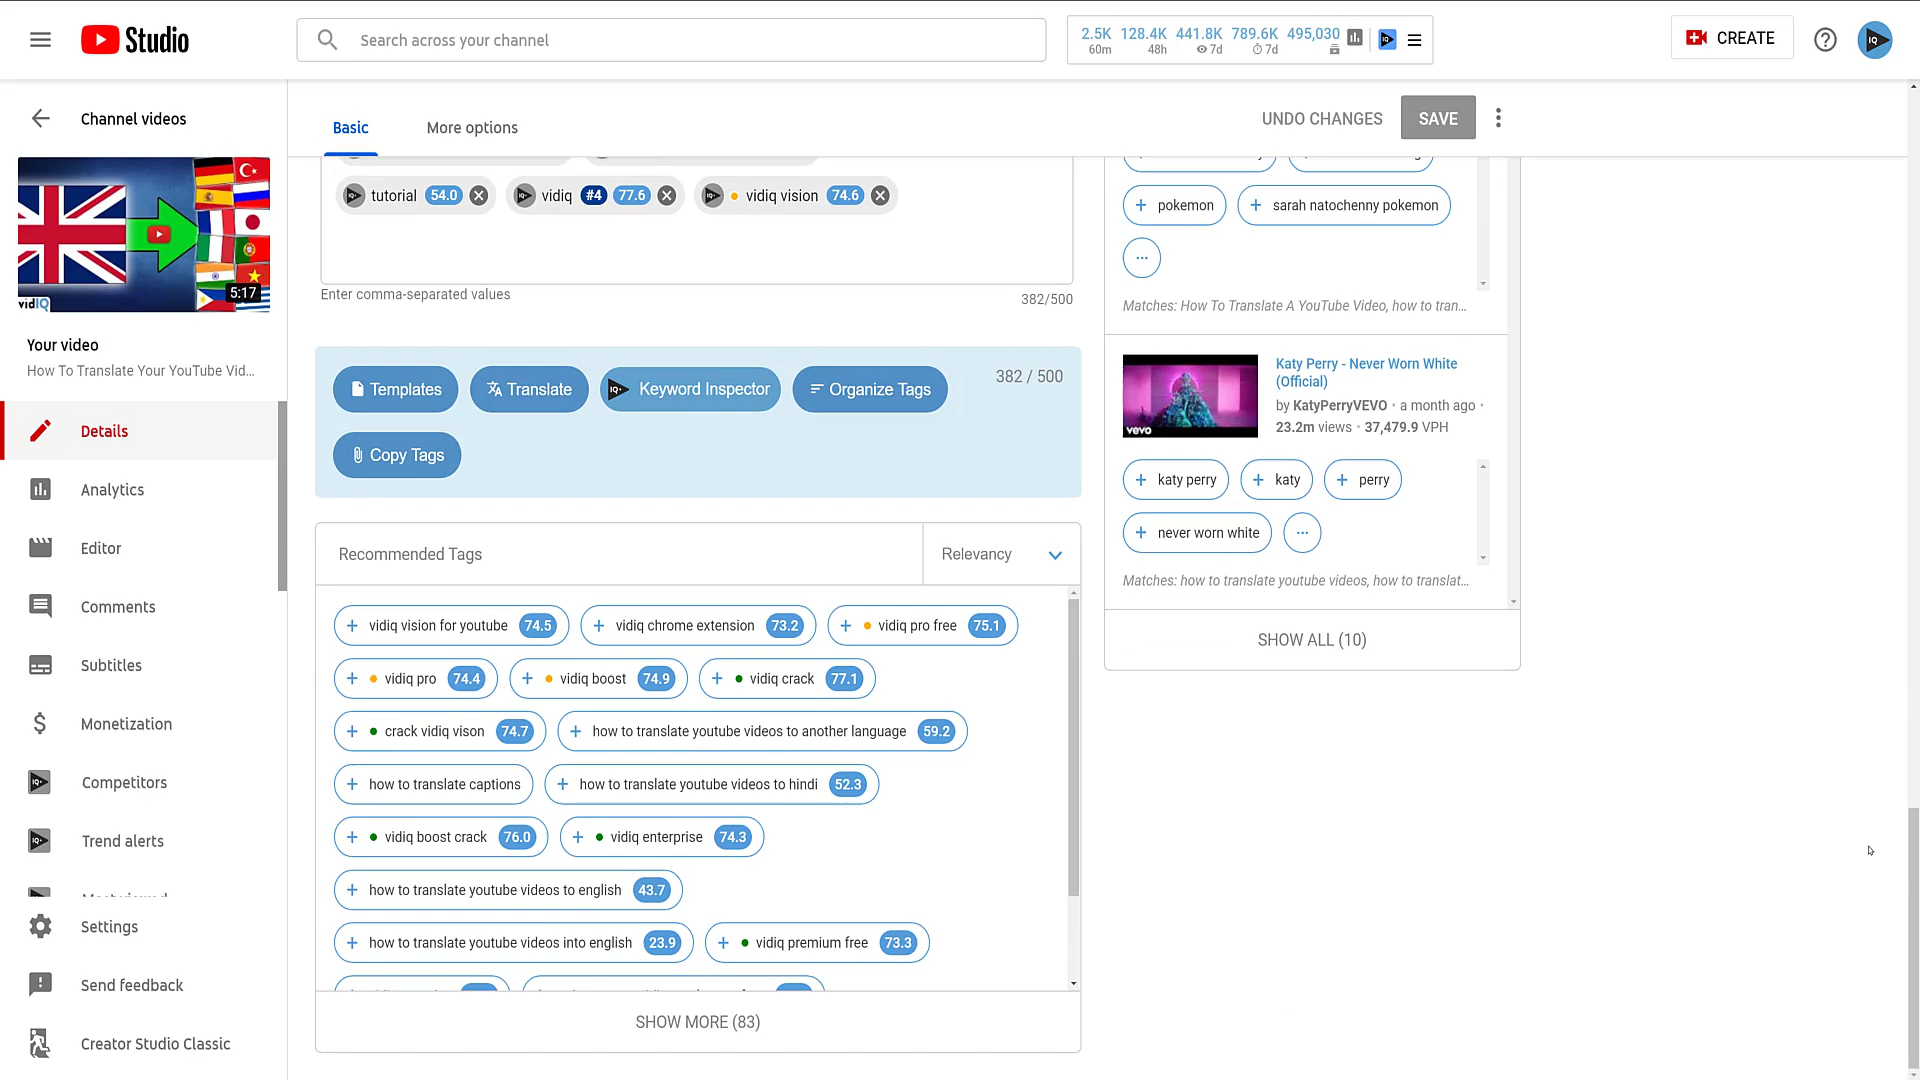 Studio
Search across your channel
2.5K 128.4K 441.8K 789.6K 495,030
60m 48h 7d 7d
CREATE
Channel videos
Basic
More options
UNDO CHANGES
SAVE
5:17
vidIQ
Your video
How To Translate Your YouTube Vid...
Details
Analytics
Editor
Comments
Subtitles
Monetization
Competitors
Trend alerts
Settings
Send feedback
Creator Studio Classic
tutorial 54.0 vidiq #4 77.6 vidiq vision 74.6
Enter comma-separated values
382/500
Templates Translate Keyword Inspector Organize Tags 382 / 500
Copy Tags
Recommended Tags
Relevancy
+ vidiq vision for youtube 74.5 + vidiq chrome extension 73.2 + vidiq pro free 75.1
+ vidiq pro 74.4 + vidiq boost 74.9 + vidiq crack 77.1
+ crack vidiq vison 74.7 + how to translate youtube videos to another language 59.2
+ how to translate captions + how to translate youtube videos to hindi 52.3
+ vidiq boost crack 76.0 + vidiq enterprise 74.3
+ how to translate youtube videos to english 43.7
+ how to translate youtube videos into english 23.9 + vidiq premium free 73.3
SHOW MORE (83)
+ pokemon + sarah natochenny pokemon
...
Matches: How To Translate A YouTube Video, how to tran...
vevo
Katy Perry - Never Worn White
(Official)
by KatyPerryVEVO • a month ago •
23.2m views • 37,479.9 VPH
+ katy perry + katy + perry
+ never worn white ...
Matches: how to translate youtube videos, how to translat...
SHOW ALL (10)